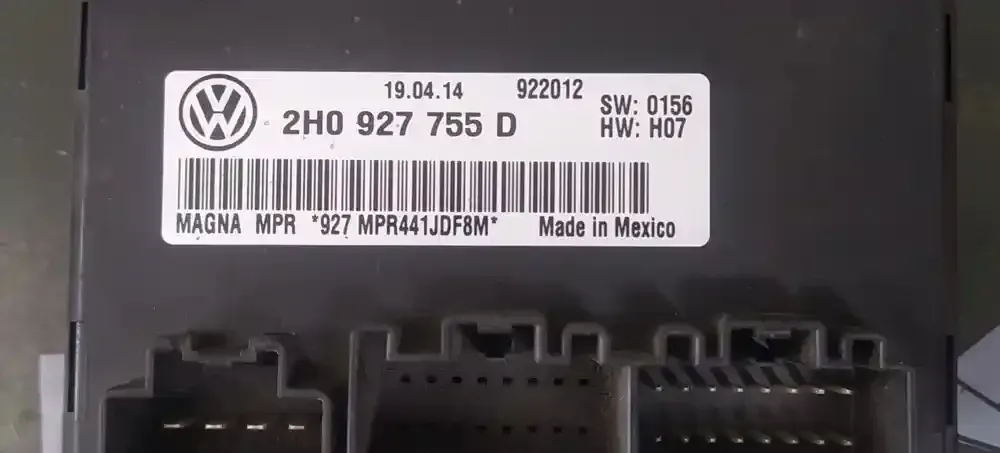 19.04.14 922012
2H0 927 755 D
SW: 0156
HW: H07
MAGNA MPR *927 MPR441JDF8M* Made in Mexico